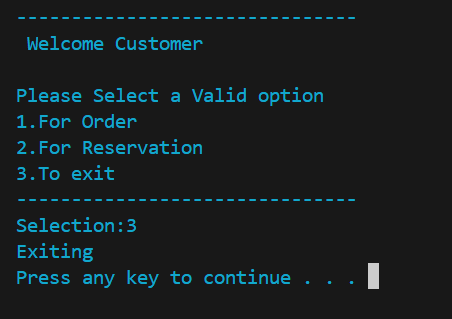 -------------------------------
 Welcome Customer

Please Select a Valid option
1.For Order
2.For Reservation
3.To exit
-------------------------------
Selection:3
Exiting
Press any key to continue . . .